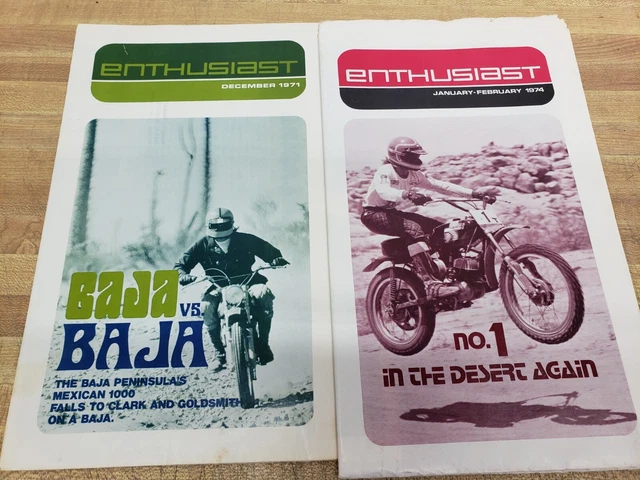 enthusiast
DECEMBER 1971
BAJA VS.
BAJA
THE BAJA PENINSULA'S
MEXICAN 1000
FALLS TO CLARK AND GOLDSMITH
ON A BAJA.
enthusiast
JANUARY-FEBRUARY 1974
no.1
in the desert again